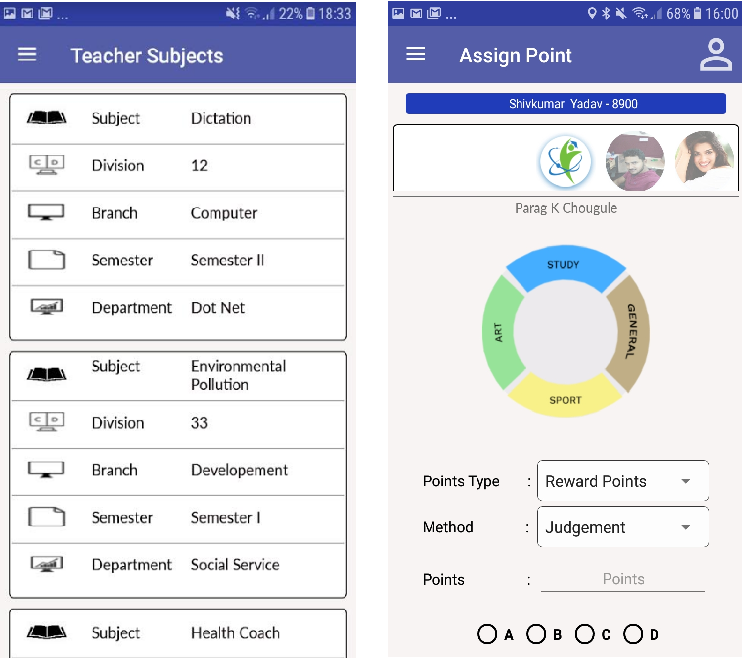 ... 22% 18:33
Teacher Subjects
Subject Dictation
C D Division 12
Branch Computer
Semester Semester II
Department Dot Net
Subject Environmental
Pollution
C D Division 33
Branch Developement
Semester Semester I
Department Social Service
Subject Health Coach
... 68% 16:00
Assign Point
Shivkumar Yadav - 8900
Parag K Chougule
STUDY
ART
GENERAL
SPORT
Points Type : Reward Points
Method : Judgement
Points : Points
A B C D